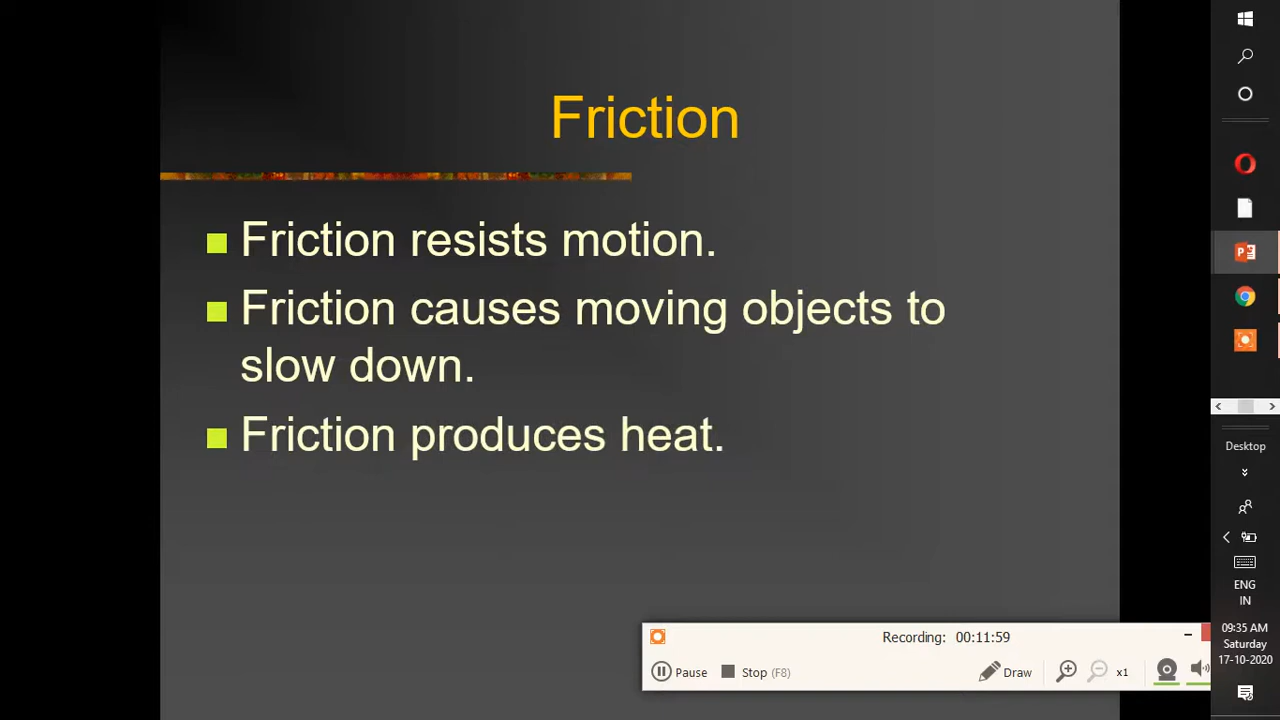 Friction
Friction resists motion.
Friction causes moving objects to
slow down.
Friction produces heat.
Recording: 00:11:59
Pause
Stop (F8)
Draw
x1
Desktop
ENG
IN
09:35 AM
Saturday
17-10-2020